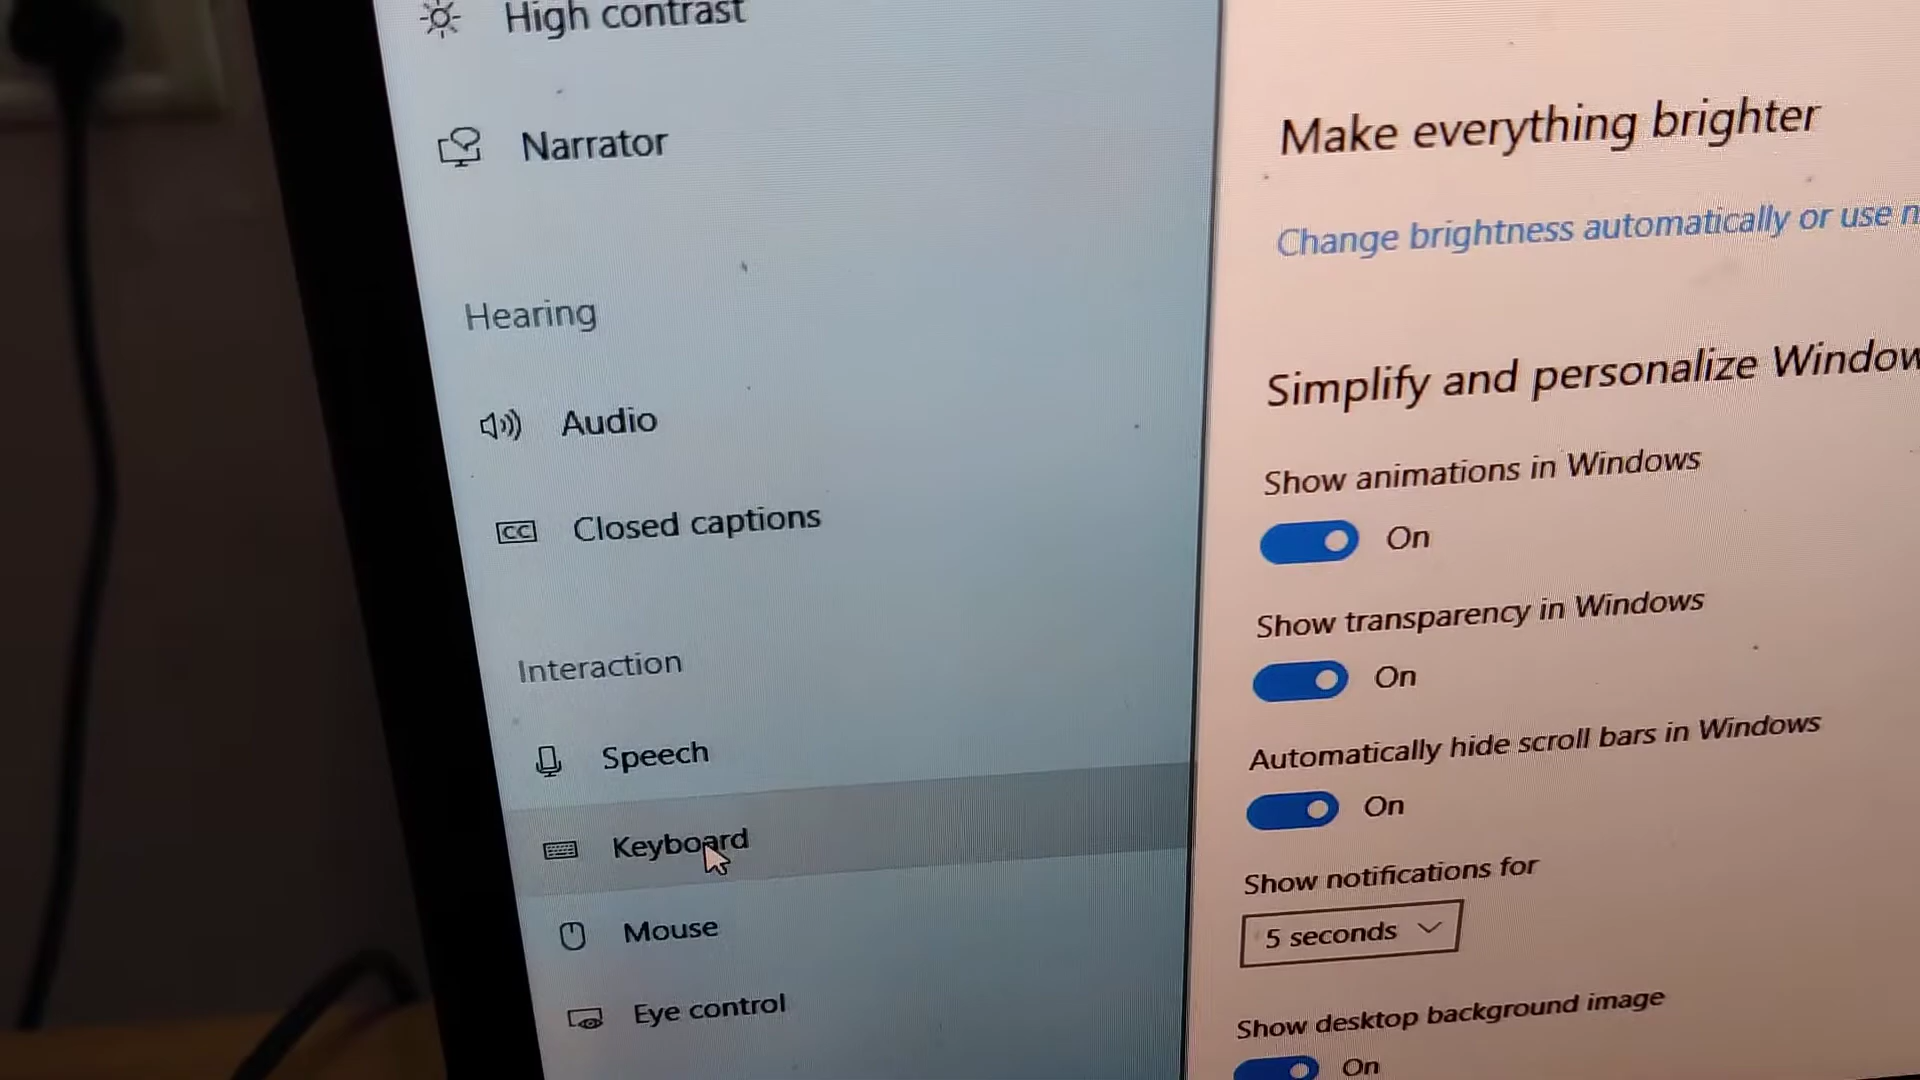 High contrast
Narrator
Hearing
Audio
CC Closed captions
Interaction
Speech
Keyboard
Mouse
Eye control
Make everything brighter
Change brightness automatically or use
Simplify and personalize Window
Show animations in Windows
On
Show transparency in Windows
On
Automatically hide scroll bars in Windows
On
Show notifications for
5 seconds
Show desktop background image
On